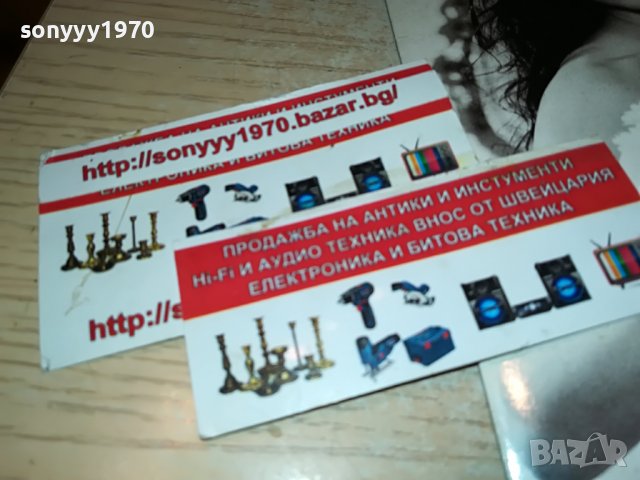 sonyyy1970
http://sonyyy1970.bazar.bg/
ЕЛЕКТРОНИКА И БИТОВА ТЕХНИКА
http://s
ПРОДАЖБА НА АНТИКИ И ИНСТУМЕНТИ
Hi-Fi И АУДИО ТЕХНИКА ВНОС ОТ ШВЕЙЦАРИЯ
ЕЛЕКТРОНИКА И БИТОВА ТЕХНИКА
BAZAR